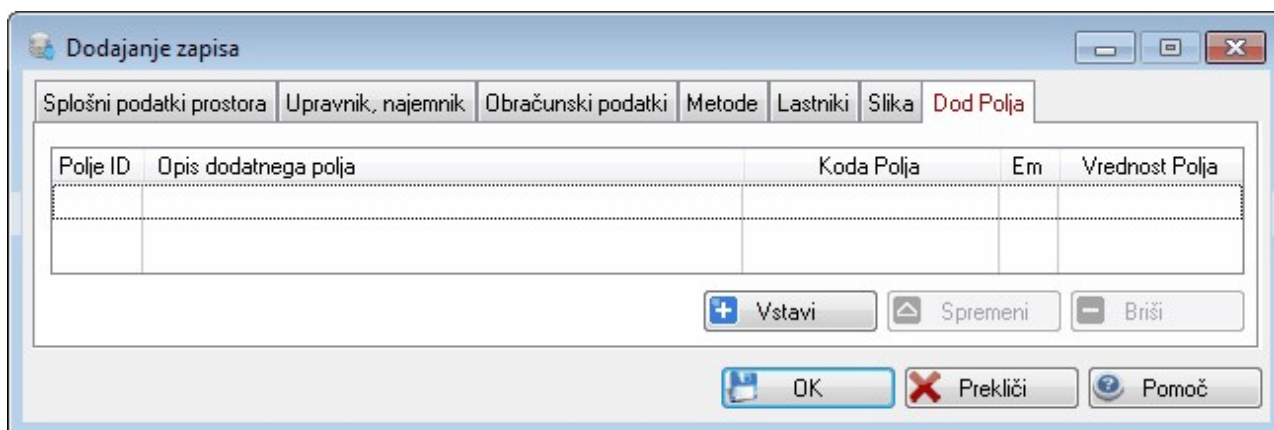 Dodajanje zapisa
Splošni podatki prostora Upravnik, najemnik Obračunski podatki Metode Lastniki Slika Dod Polja
Polje ID Opis dodatnega polja Koda Polja Em Vrednost Polja
Vstavi Spremeni Briši
OK Prekliči Pomoč